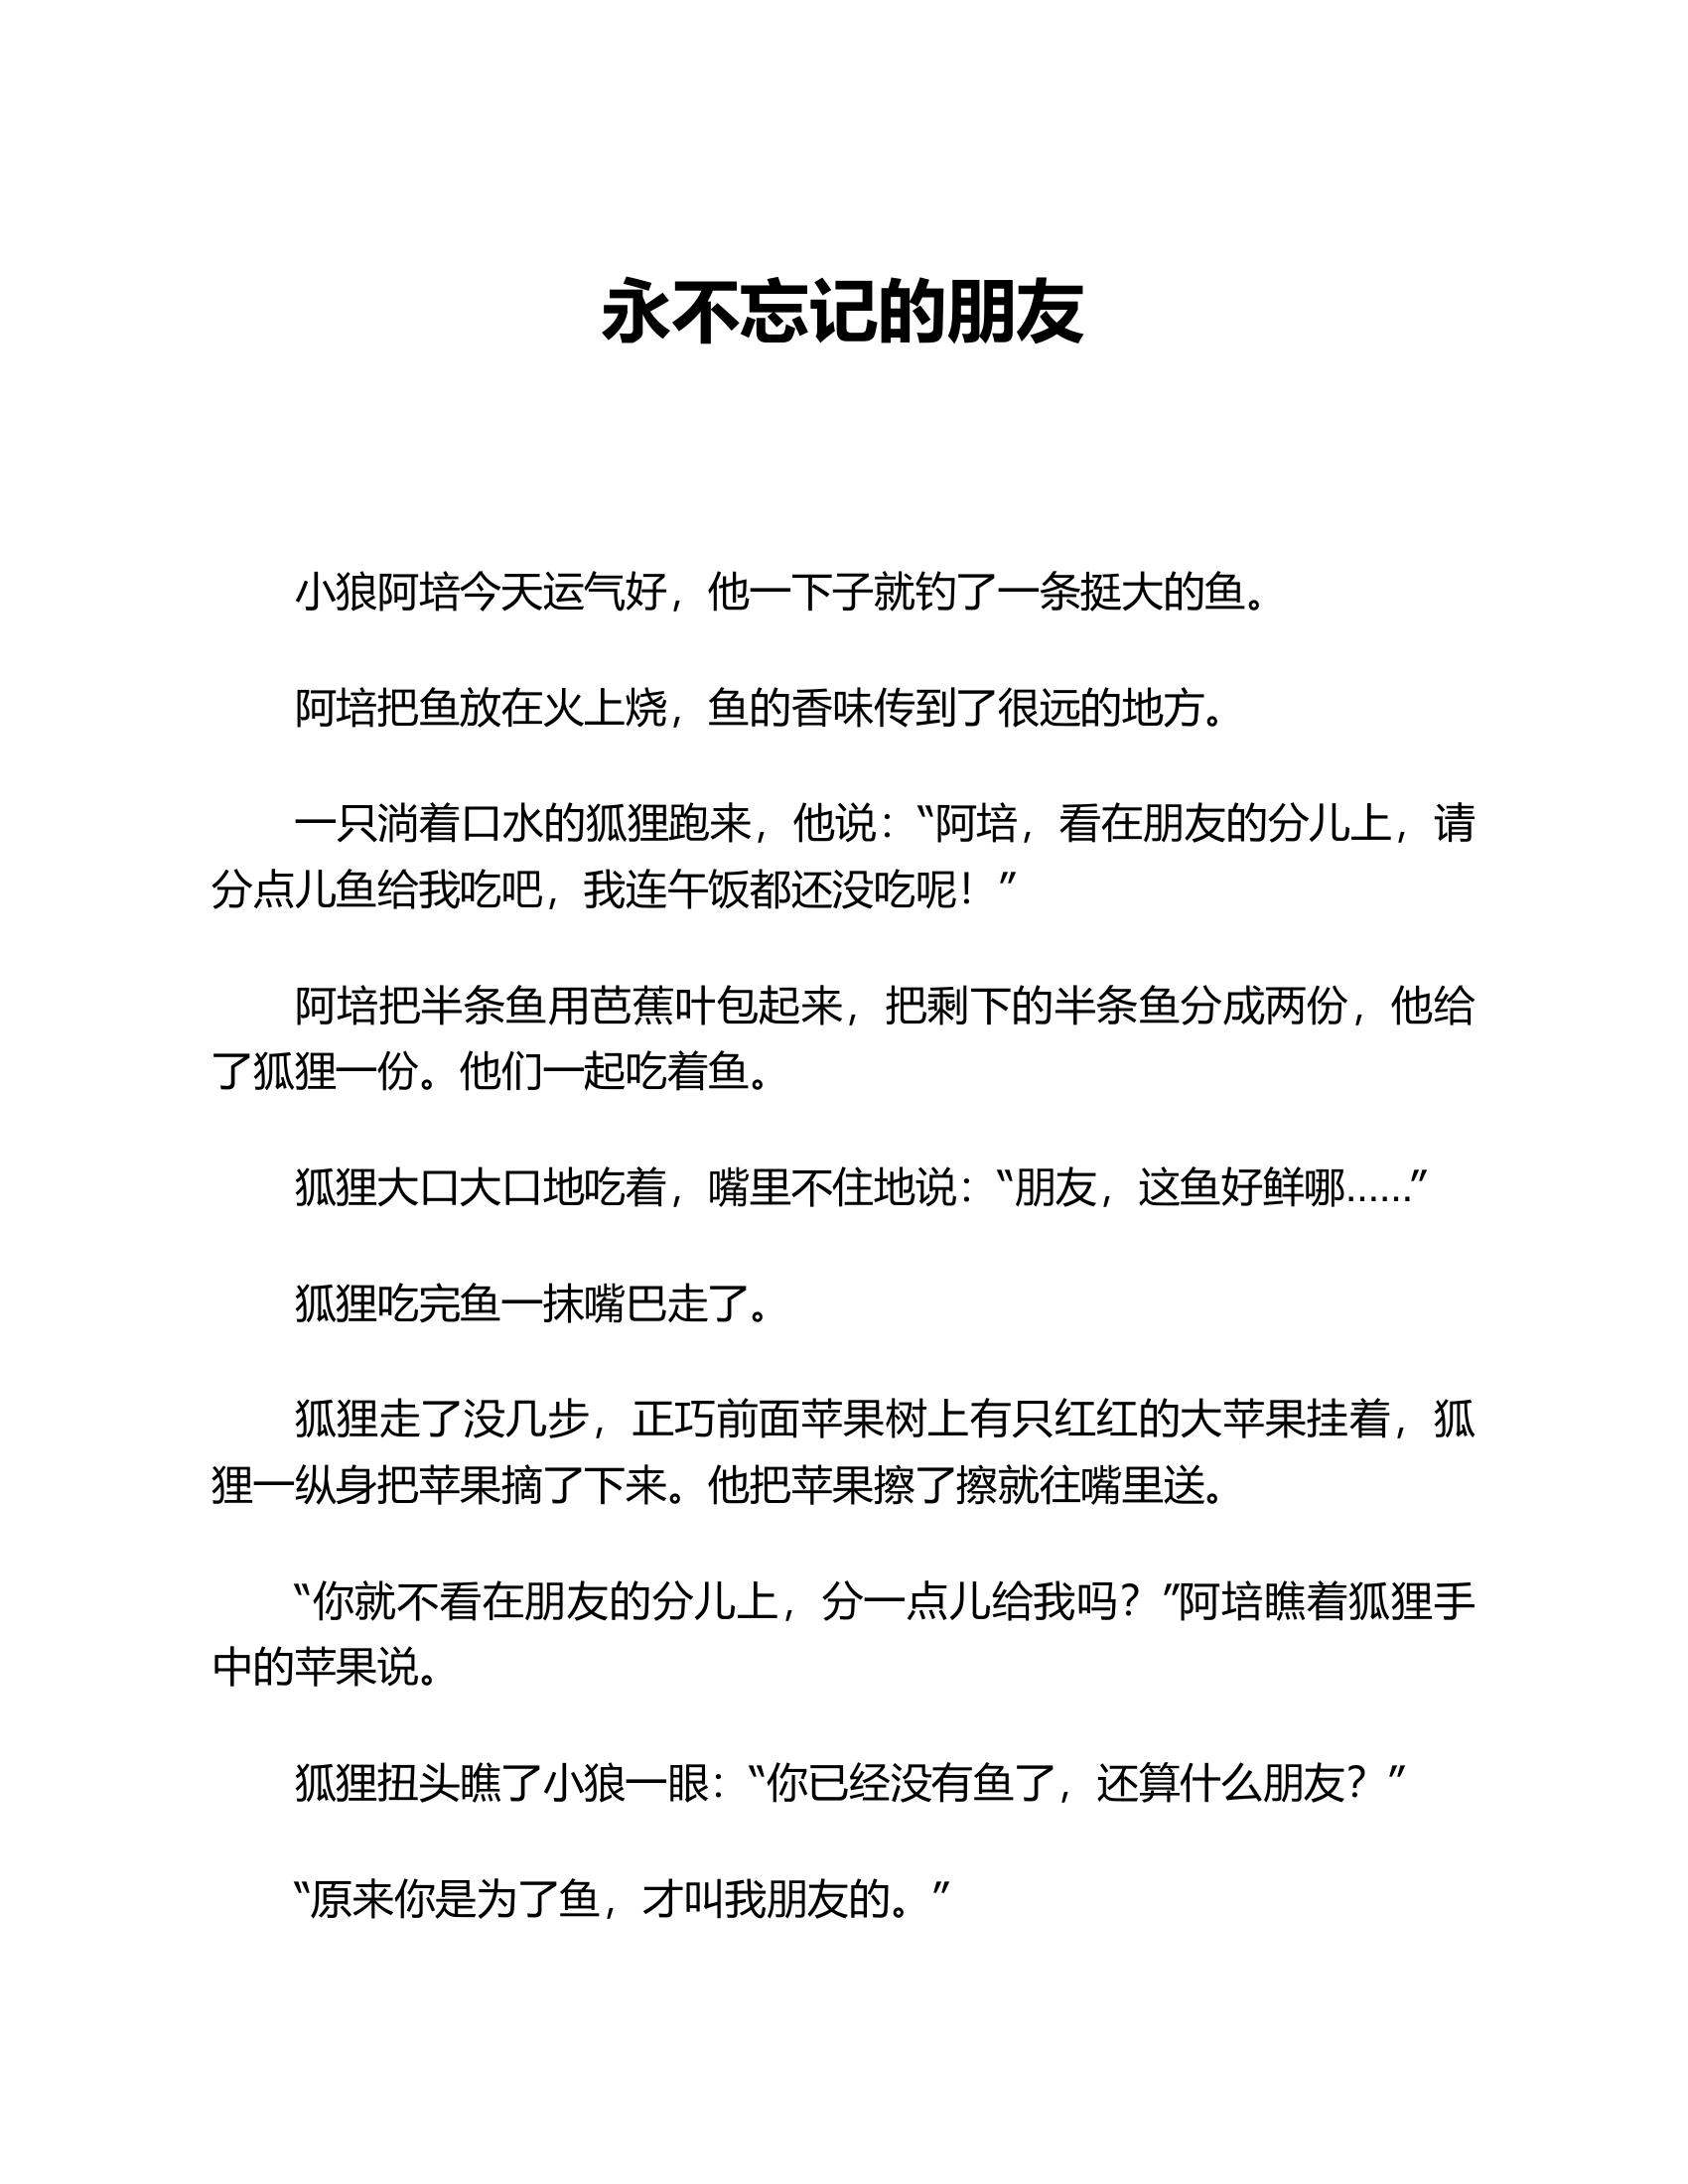 永不忘记的朋友
小狼阿培今天运气好，他一下子就钓了一条挺大的鱼。
阿培把鱼放在火上烧，鱼的香味传到了很远的地方。
一只淌着口水的狐狸跑来，他说：“阿培，看在朋友的分儿上，请
分点儿鱼给我吃吧，我连午饭都还没吃呢！”
阿培把半条鱼用芭蕉叶包起来，把剩下的半条鱼分成两份，他给
了狐狸一份。他们一起吃着鱼。
狐狸大口大口地吃着，嘴里不住地说：“朋友，这鱼好鲜哪……”
狐狸吃完鱼一抹嘴巴走了。
狐狸走了没几步，正巧前面苹果树上有只红红的大苹果挂着，狐
狸一纵身把苹果摘了下来。他把苹果擦了擦就往嘴里送。
“你就不看在朋友的分儿上，分一点儿给我吗？”阿培瞧着狐狸手
中的苹果说。
狐狸扭头瞧了小狼一眼：“你已经没有鱼了，还算什么朋友？”
“原来你是为了鱼，才叫我朋友的。”